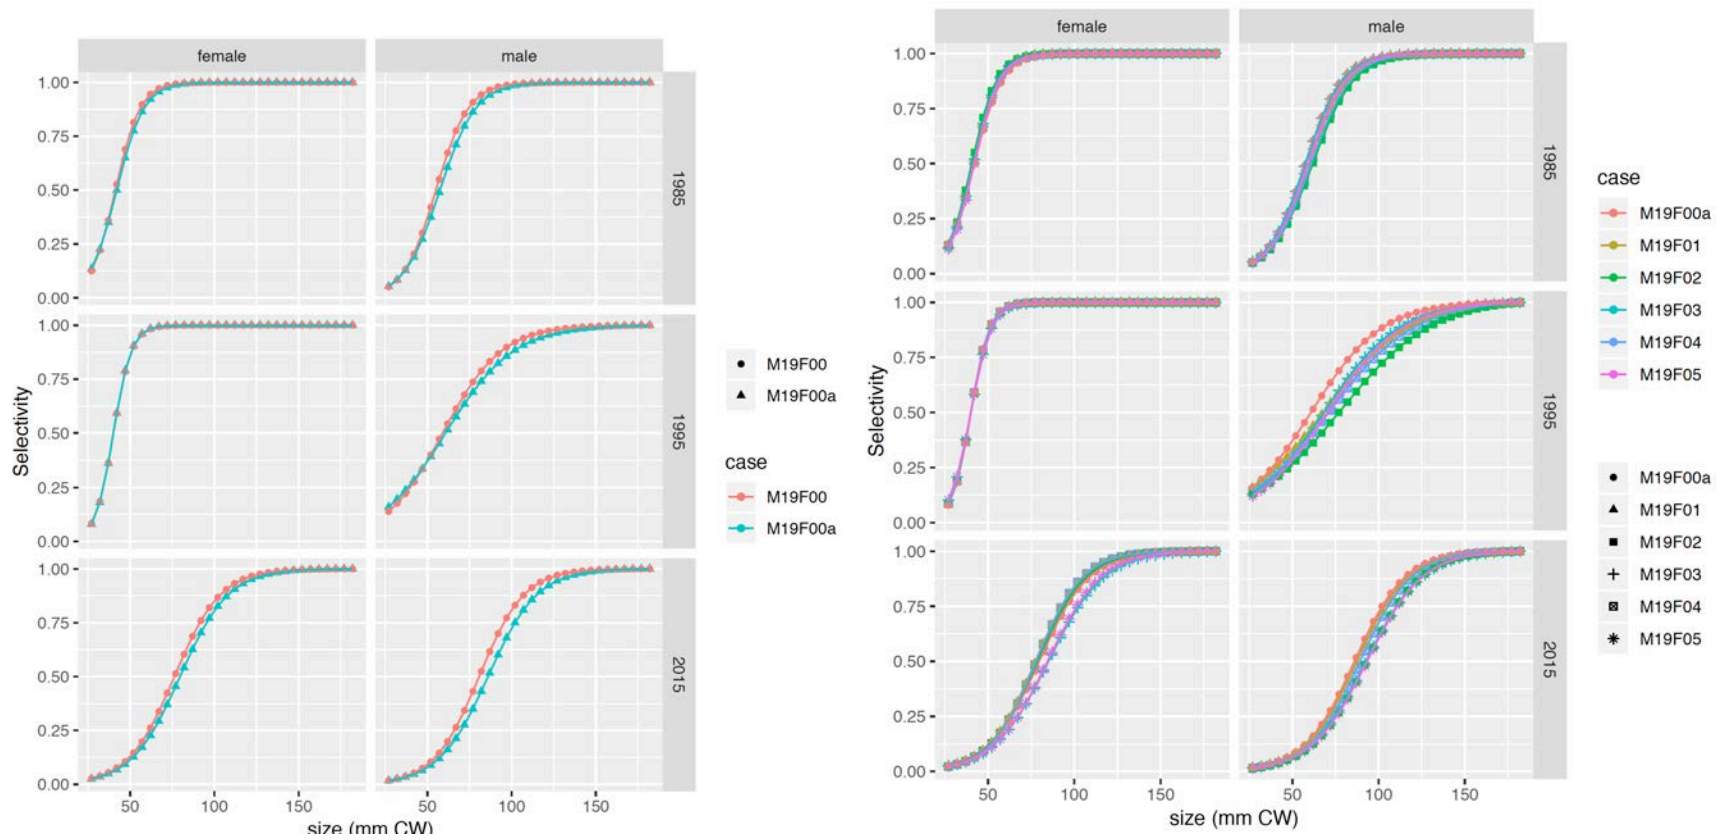 female male
1.00
0.75
0.50
0.25
0.00
1985
1.00
0.75
0.50
0.25
0.00
1995
1.00
0.75
0.50
0.25
0.00
2015
Selectivity
50 100 150 50 100 150
size (mm CW)
M19F00
M19F00a
case
M19F00
M19F00a
female male
1.00
0.75
0.50
0.25
0.00
1985
1.00
0.75
0.50
0.25
0.00
1995
1.00
0.75
0.50
0.25
0.00
2015
Selectivity
50 100 150 50 100 150
size (mm CW)
case
M19F00a
M19F01
M19F02
M19F03
M19F04
M19F05
M19F00a
M19F01
M19F02
M19F03
M19F04
M19F05